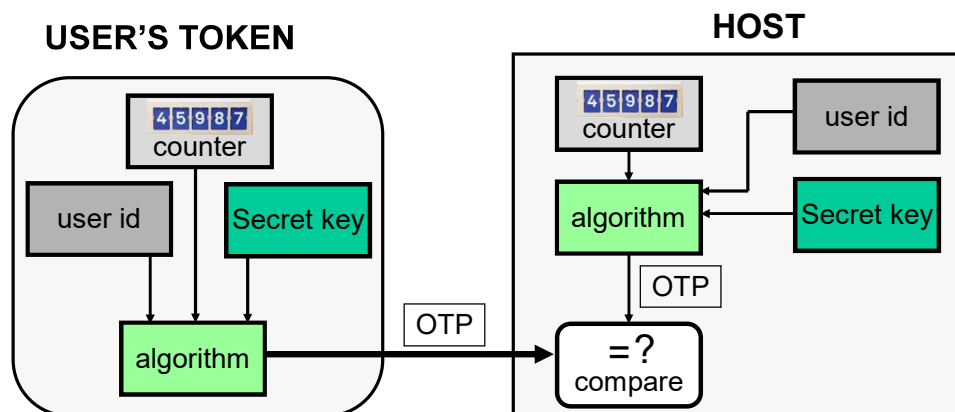 USER'S TOKEN
45987
counter
user id
Secret key
algorithm
OTP
HOST
45987
counter
user id
algorithm
Secret key
OTP
=?
compare